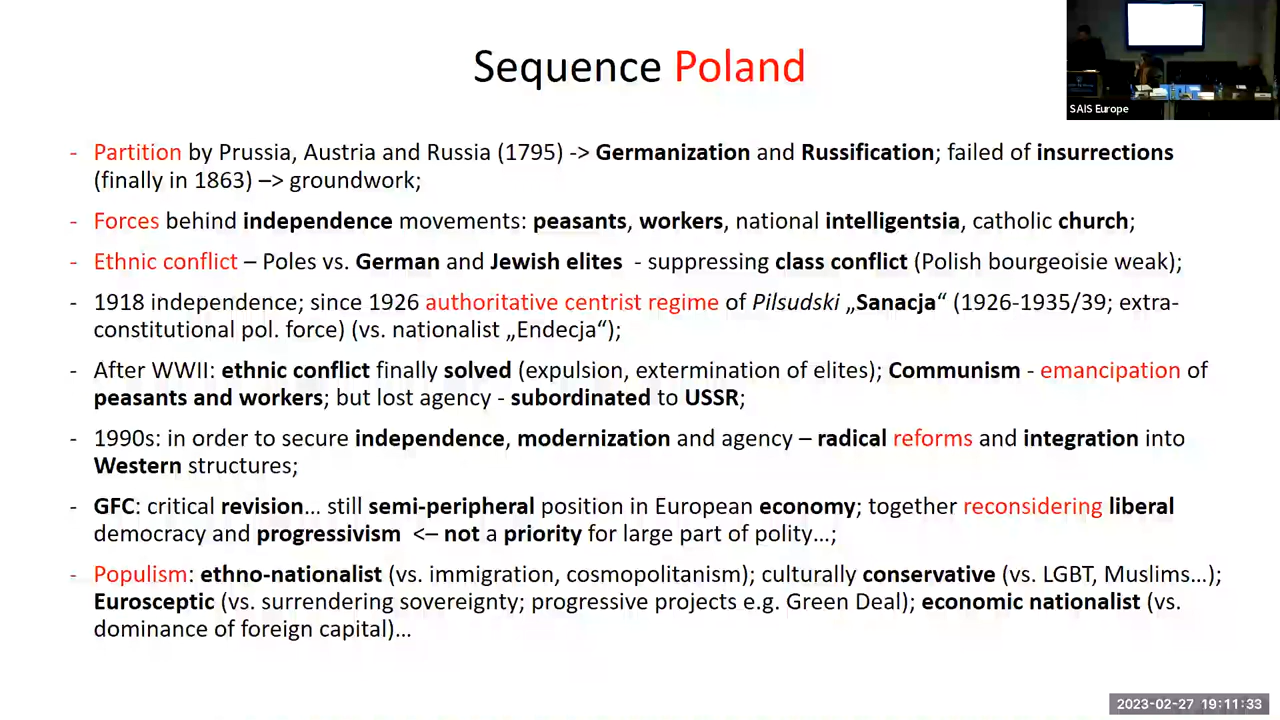 Sequence Poland
SAIS Europe
- Partition by Prussia, Austria and Russia (1795) -> Germanization and Russification; failed of insurrections
(finally in 1863) –> groundwork;
- Forces behind independence movements: peasants, workers, national intelligentsia, catholic church;
- Ethnic conflict – Poles vs. German and Jewish elites - suppressing class conflict (Polish bourgeoisie weak);
- 1918 independence; since 1926 authoritative centrist regime of Pilsudski „Sanacja“ (1926-1935/39; extra-
constitutional pol. force) (vs. nationalist „Endecja“);
- After WWII: ethnic conflict finally solved (expulsion, extermination of elites); Communism - emancipation of
peasants and workers; but lost agency - subordinated to USSR;
- 1990s: in order to secure independence, modernization and agency – radical reforms and integration into
Western structures;
- GFC: critical revision... still semi-peripheral position in European economy; together reconsidering liberal
democracy and progressivism <– not a priority for large part of polity...;
- Populism: ethno-nationalist (vs. immigration, cosmopolitanism); culturally conservative (vs. LGBT, Muslims...);
Eurosceptic (vs. surrendering sovereignty; progressive projects e.g. Green Deal); economic nationalist (vs.
dominance of foreign capital)...
2023-02-27 19:11:33